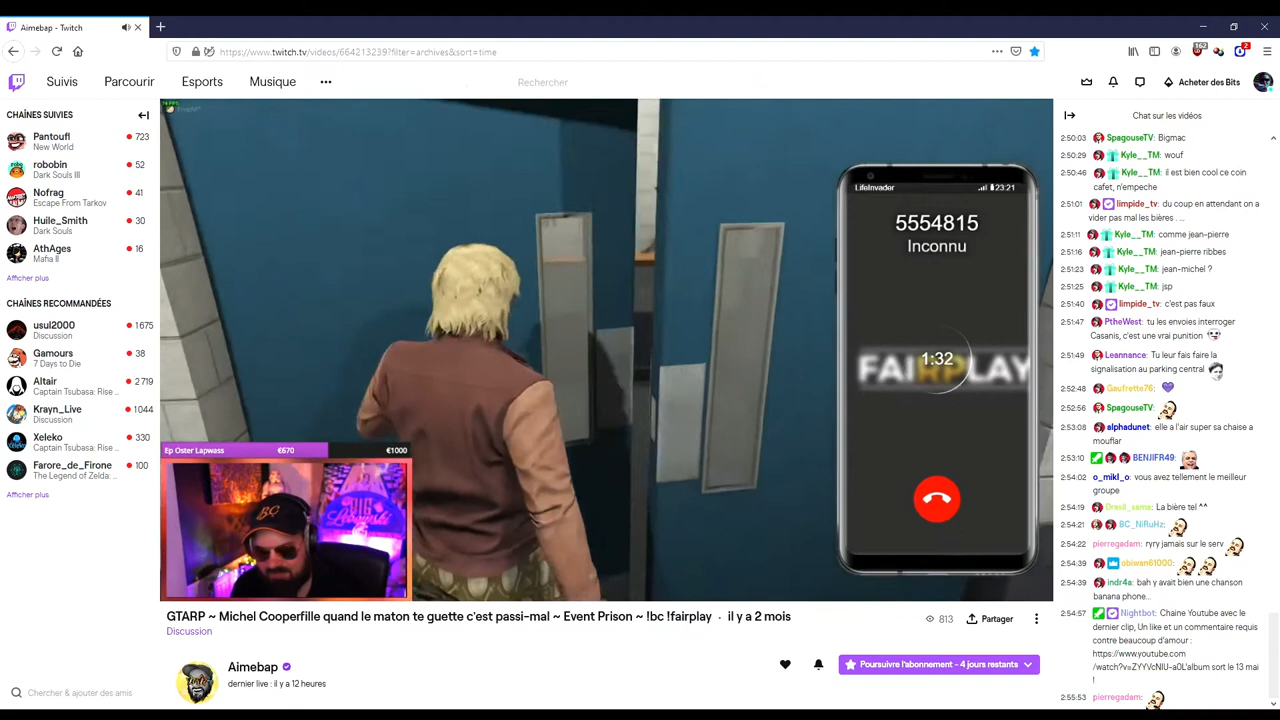 Aimebap - Twitch
https://www.twitch.tv/videos/664213239?filter=archives&sort=time
162
2
Suivis
Parcourir
Esports
Musique
Rechercher
Acheter des Bits
CHAÎNES SUIVIES
Pantoufl
723
New World
robobin
52
Dark Souls III
Nofrag
41
Escape From Tarkov
Huile_Smith
30
Dark Souls
AthAges
16
Mafia II
Afficher plus
CHAÎNES RECOMMANDÉES
usul2000
1 675
Discussion
Gamours
38
7 Days to Die
Altair
2 719
Captain Tsubasa: Rise ...
Krayn_Live
1 044
Discussion
Xeleko
330
Captain Tsubasa: Rise ...
Farore_de_Firone
100
The Legend of Zelda: ...
Afficher plus
Chercher & ajouter des amis
LifeInvader
23:21
5554815
Inconnu
1:32
FAIRPLAY
Ep Oster Lapwass
€670
€1000
BC
GTARP ~ Michel Cooperfille quand le maton te guette c'est passi-mal ~ Event Prison ~ !bc !fairplay · il y a 2 mois
Discussion
813
Partager
Aimebap
dernier live : il y a 12 heures
Poursuivre l'abonnement - 4 jours restants
Chat sur les vidéos
2:50:03 SpagouseTV: Bigmac
2:50:29 Kyle__TM: wouf
2:50:46 Kyle__TM: il est bien cool ce coin
cafet, n'empeche
2:51:01 limpide_tv: du coup en attendant on a
vider pas mal les bières : ...
2:51:11 Kyle__TM: comme jean-pierre
2:51:16 Kyle__TM: jean-pierre ribbes
2:51:23 Kyle__TM: jean-michel ?
2:51:25 Kyle__TM: jsp
2:51:40 limpide_tv: c'est pas faux
2:51:47 PtheWest: tu les envoies interroger
Casanis, c'est une vrai punition
2:51:49 Leannance: Tu leur fais faire la
signalisation au parking central
2:52:48 Gaufrette76:
2:52:56 SpagouseTV:
2:53:08 alphadunet: elle a l'air super sa chaise a
mouflar
2:53:10 BENJIFR49:
2:54:02 o_mikl_o: vous avez tellement le meilleur
groupe
2:54:19 Drasil_sama: La bière tel ^^
2:54:21 BC_NiRuHz:
2:54:22 pierregadam: ryry jamais sur le serv
2:54:39 obiwan61000:
2:54:39 indr4a: bah y avait bien une chanson
banana phone...
2:54:57 Nightbot: Chaine Youtube avec le
dernier clip, Un like et un commentaire requis
contre beaucoup d'amour :
https://www.youtube.com
/watch?v=ZYYVcNIU-a0L'album sort le 13 mai
!
2:55:53 pierregadam: